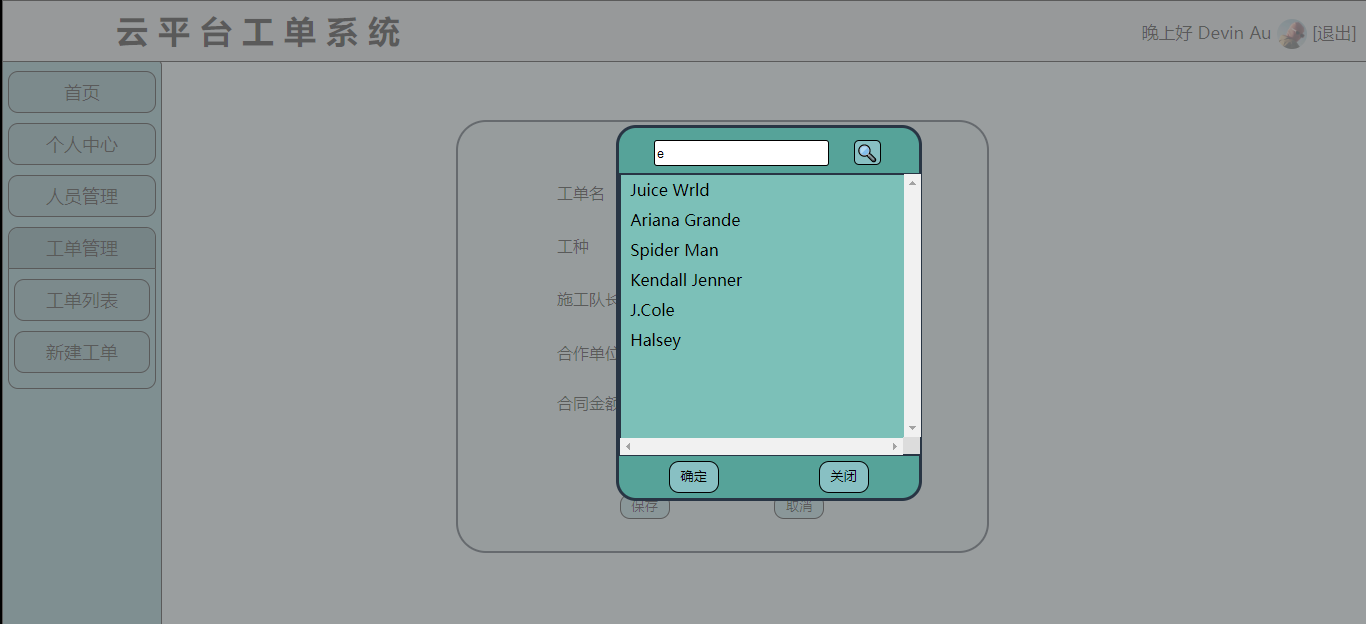 云平台工单系统
晚上好 Devin Au [退出]
首页
个人中心
人员管理
工单管理
工单列表
新建工单
工单名
工种
施工队长
合作单位
合同金额
e
Juice Wrld
Ariana Grande
Spider Man
Kendall Jenner
J.Cole
Halsey
确定
关闭
保存
取消